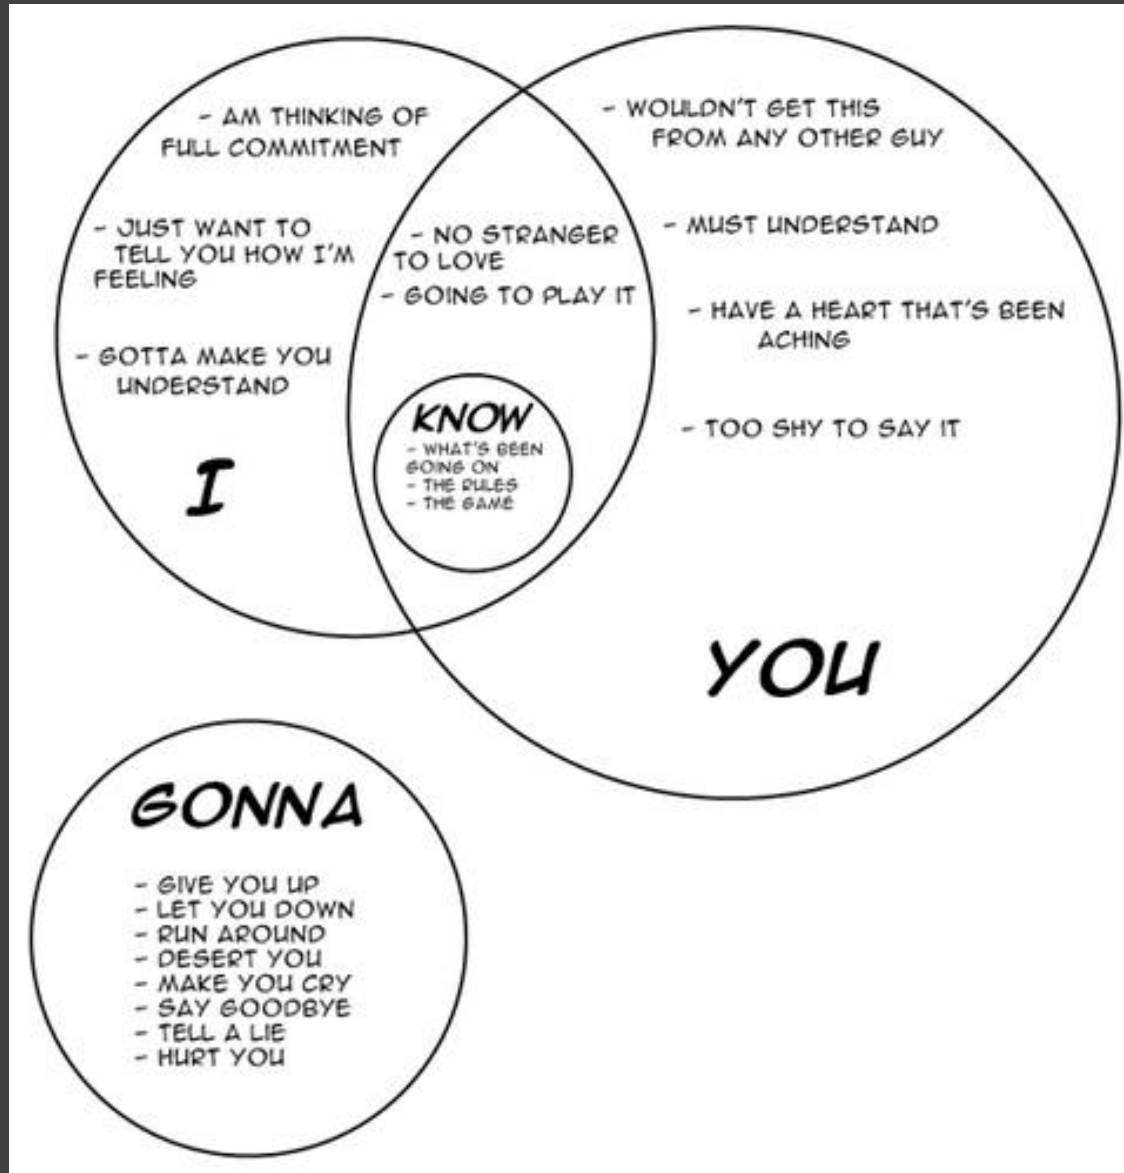 - AM THINKING OF
FULL COMMITMENT
- JUST WANT TO
TELL YOU HOW I'M
FEELING
- GOTTA MAKE YOU
UNDERSTAND
I
- NO STRANGER
TO LOVE
- GOING TO PLAY IT
KNOW
- WHAT'S BEEN
GOING ON
- THE RULES
- THE GAME
- WOULDN'T GET THIS
FROM ANY OTHER GUY
- MUST UNDERSTAND
- HAVE A HEART THAT'S BEEN
ACHING
- TOO SHY TO SAY IT
YOU
GONNA
- GIVE YOU UP
- LET YOU DOWN
- RUN AROUND
- DESERT YOU
- MAKE YOU CRY
- SAY GOODBYE
- TELL A LIE
- HURT YOU